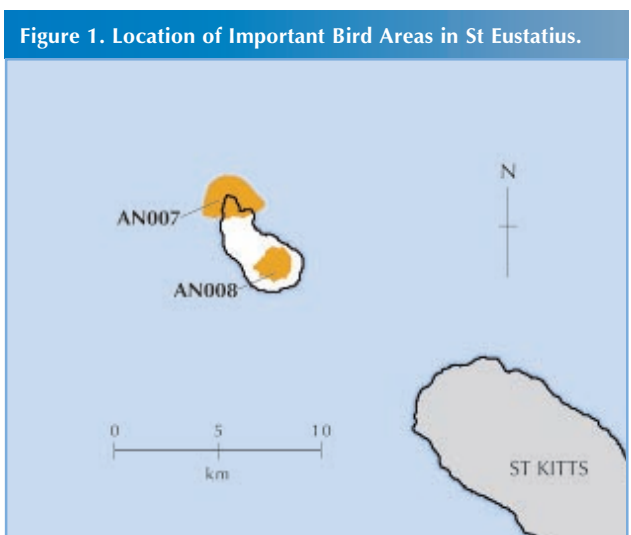 Figure 1. Location of Important Bird Areas in St Eustatius.
N
AN007
AN008
0 5 10
km
ST KITTS